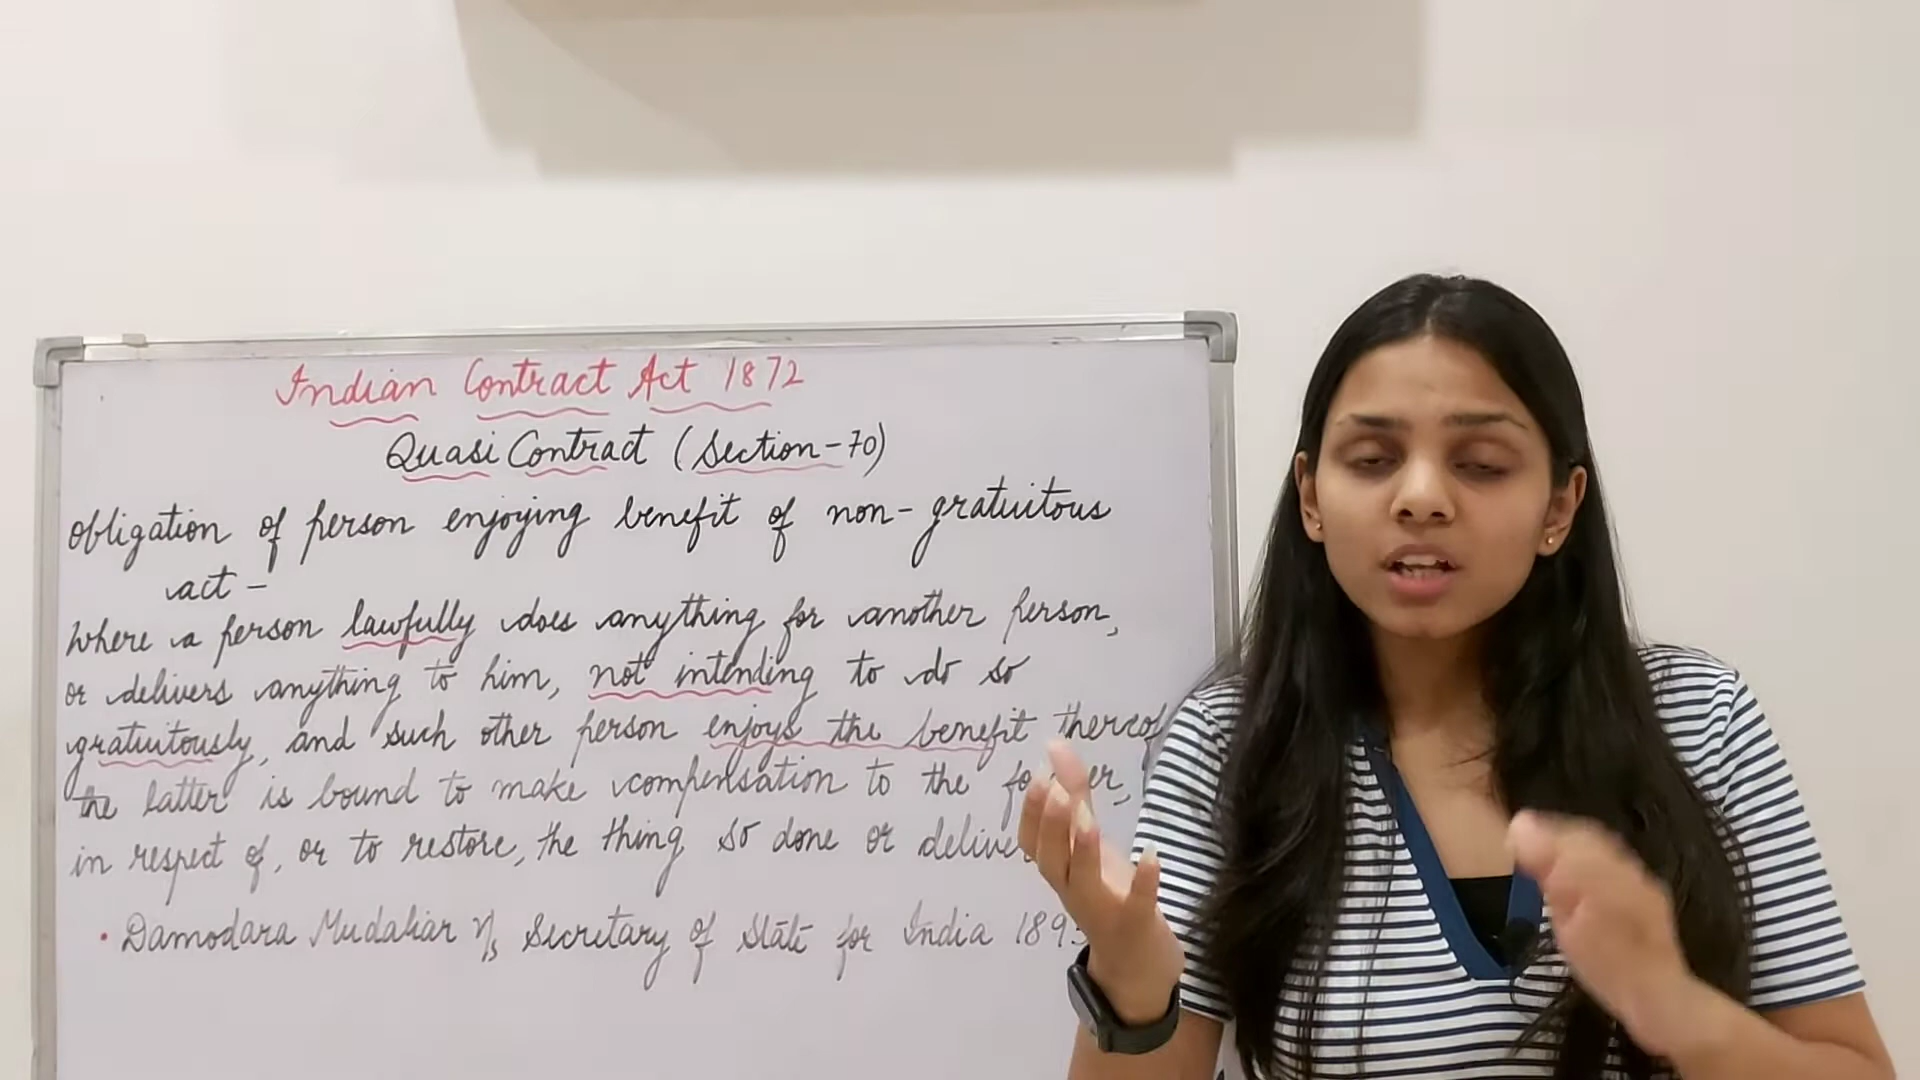 Indian Contract Act 1872
Quasi Contract (Section-70)
Obligation of person enjoying benefit of non-gratuitous
act -
Where a person lawfully does anything for another person,
or delivers anything to him, not intending to do so
gratuitously, and such other person enjoys the benefit thereof
the latter is bound to make compensation to the
in respect of, or to restore, the thing so done or
• Damodara Mudaliar Vs Secretary of State for India